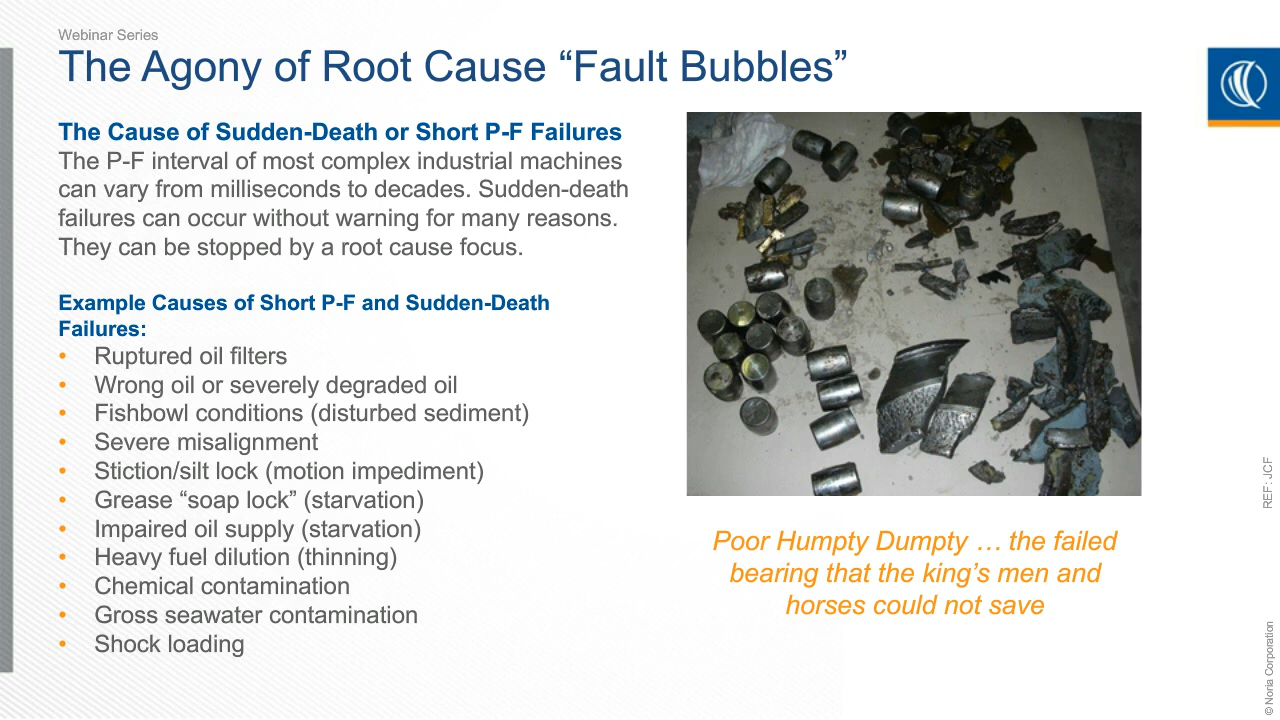 Webinar Series
The Agony of Root Cause “Fault Bubbles”
The Cause of Sudden-Death or Short P-F Failures
The P-F interval of most complex industrial machines
can vary from milliseconds to decades. Sudden-death
failures can occur without warning for many reasons.
They can be stopped by a root cause focus.
Example Causes of Short P-F and Sudden-Death
Failures:
• Ruptured oil filters
• Wrong oil or severely degraded oil
• Fishbowl conditions (disturbed sediment)
• Severe misalignment
• Stiction/silt lock (motion impediment)
• Grease “soap lock” (starvation)
• Impaired oil supply (starvation)
• Heavy fuel dilution (thinning)
• Chemical contamination
• Gross seawater contamination
• Shock loading
Poor Humpty Dumpty … the failed
bearing that the king’s men and
horses could not save
REF: JCF
© Noria Corporation